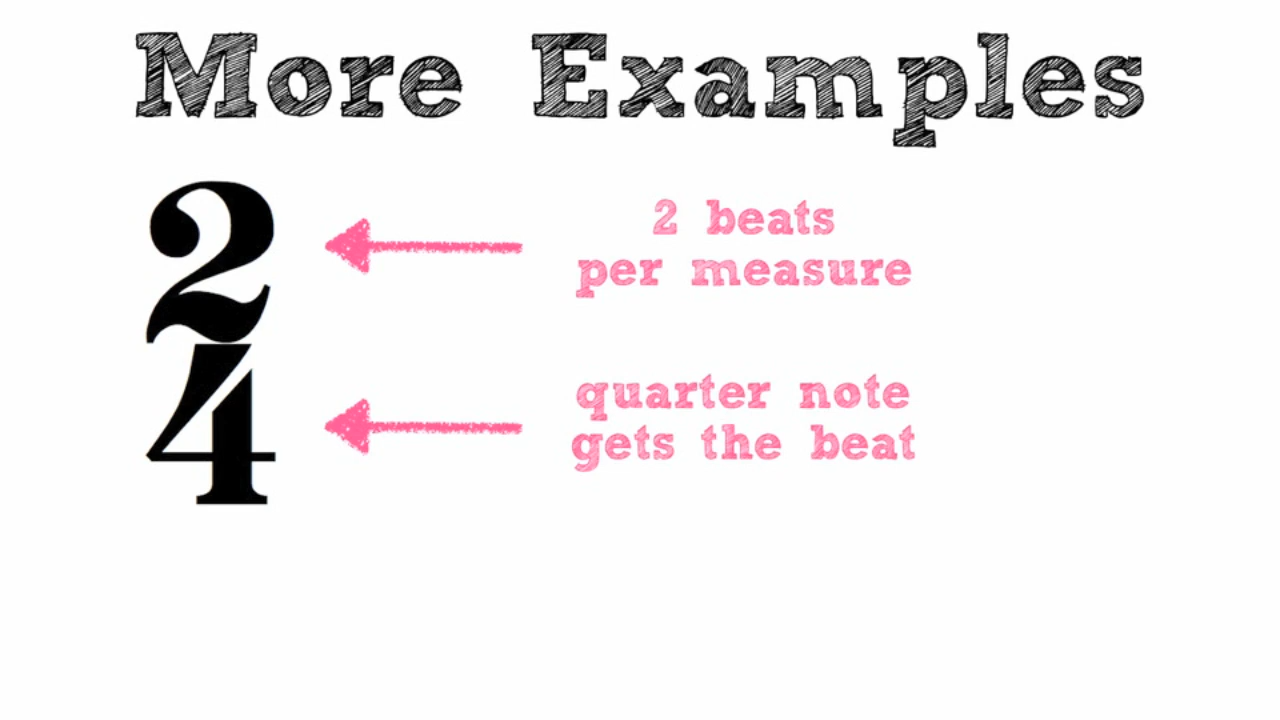 More Examples
2
2 beats
per measure
4
quarter note
gets the beat